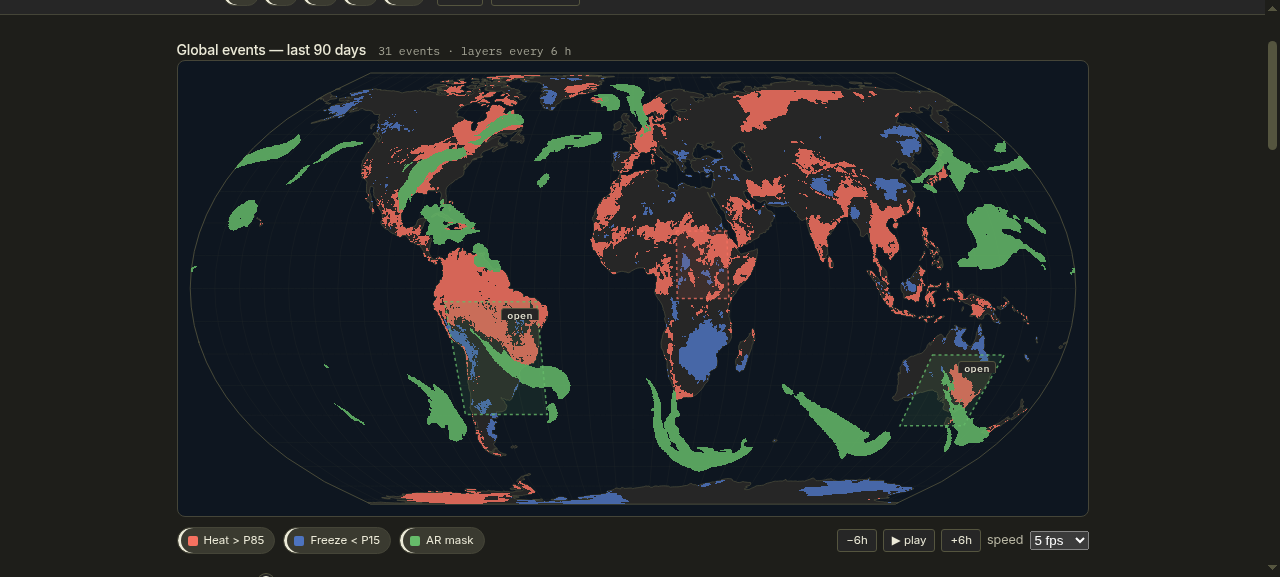 Global events — last 90 days 31 events · layers every 6 h
open
open
Heat > P85 Freeze < P15 AR mask −6h ▶ play +6h speed 5 fps